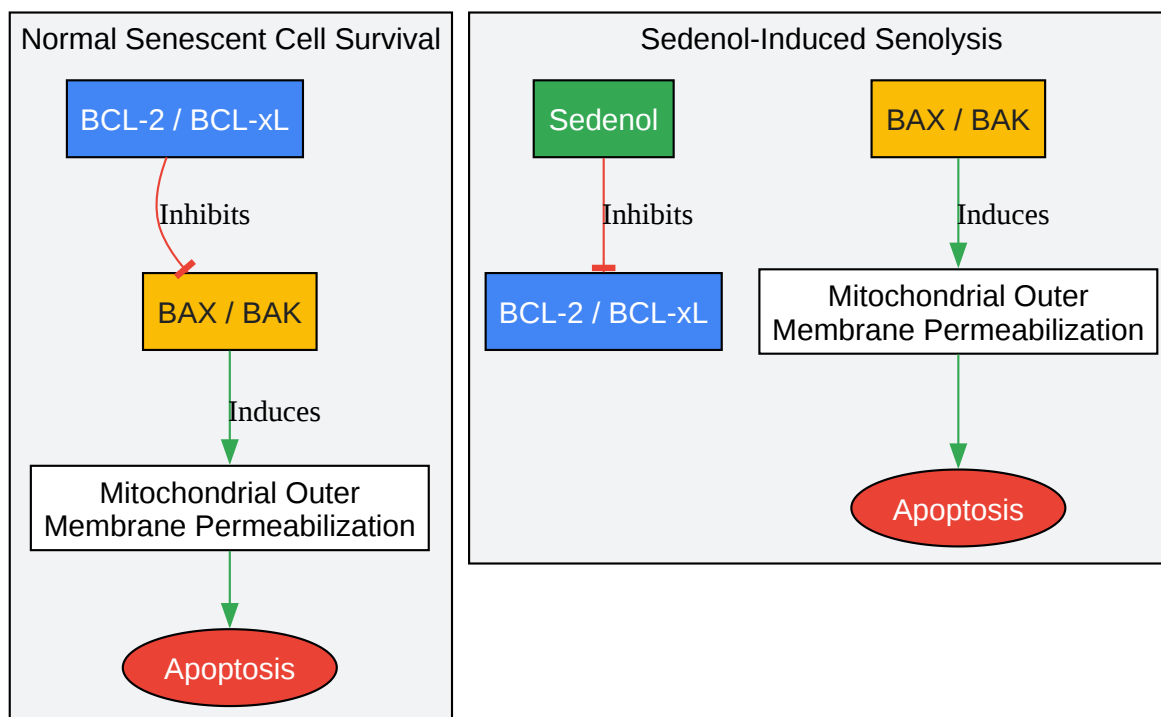 Normal Senescent Cell Survival
BCL-2 / BCL-xL
Inhibits
BAX / BAK
Induces
Mitochondrial Outer
Membrane Permeabilization
Apoptosis
Sedenol-Induced Senolysis
Sedenol
Inhibits
BCL-2 / BCL-xL
BAX / BAK
Induces
Mitochondrial Outer
Membrane Permeabilization
Apoptosis